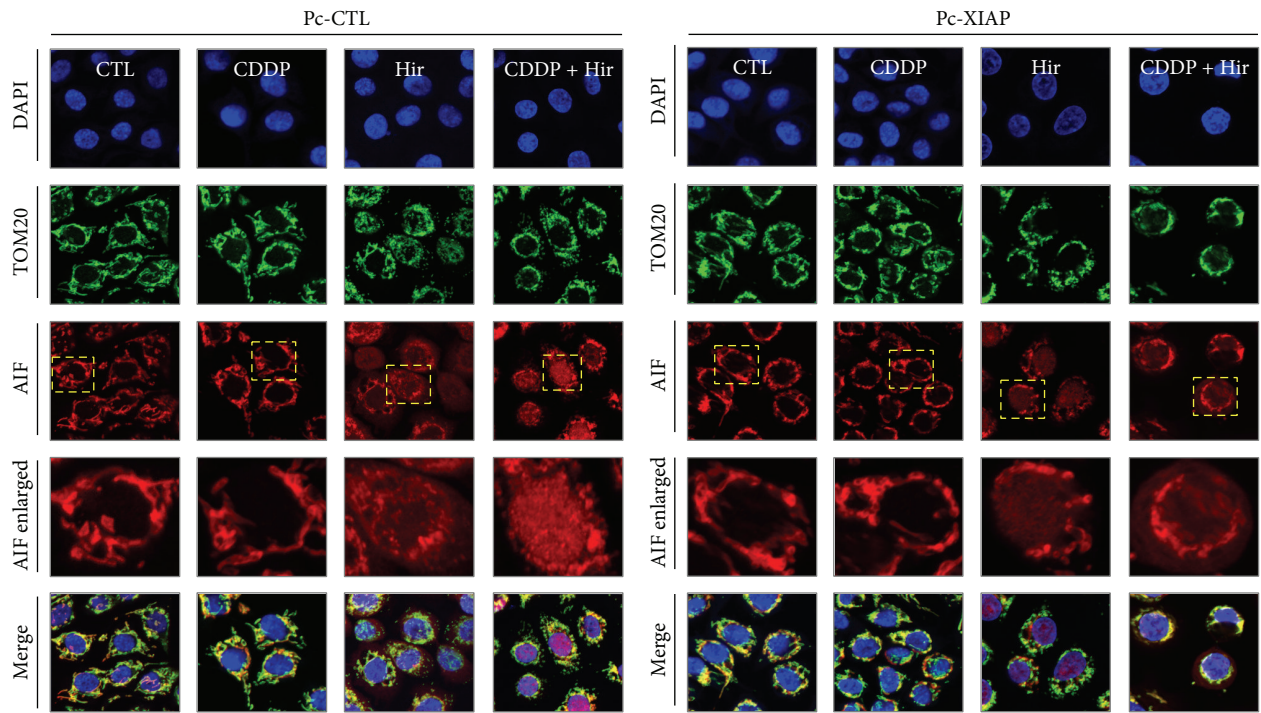 Pc-CTL
Pc-XIAP
DAPI
CTL
CDDP
Hir
CDDP + Hir
DAPI
CTL
CDDP
Hir
CDDP + Hir
TOM20
TOM20
AIF
AIF
AIF enlarged
AIF enlarged
Merge
Merge